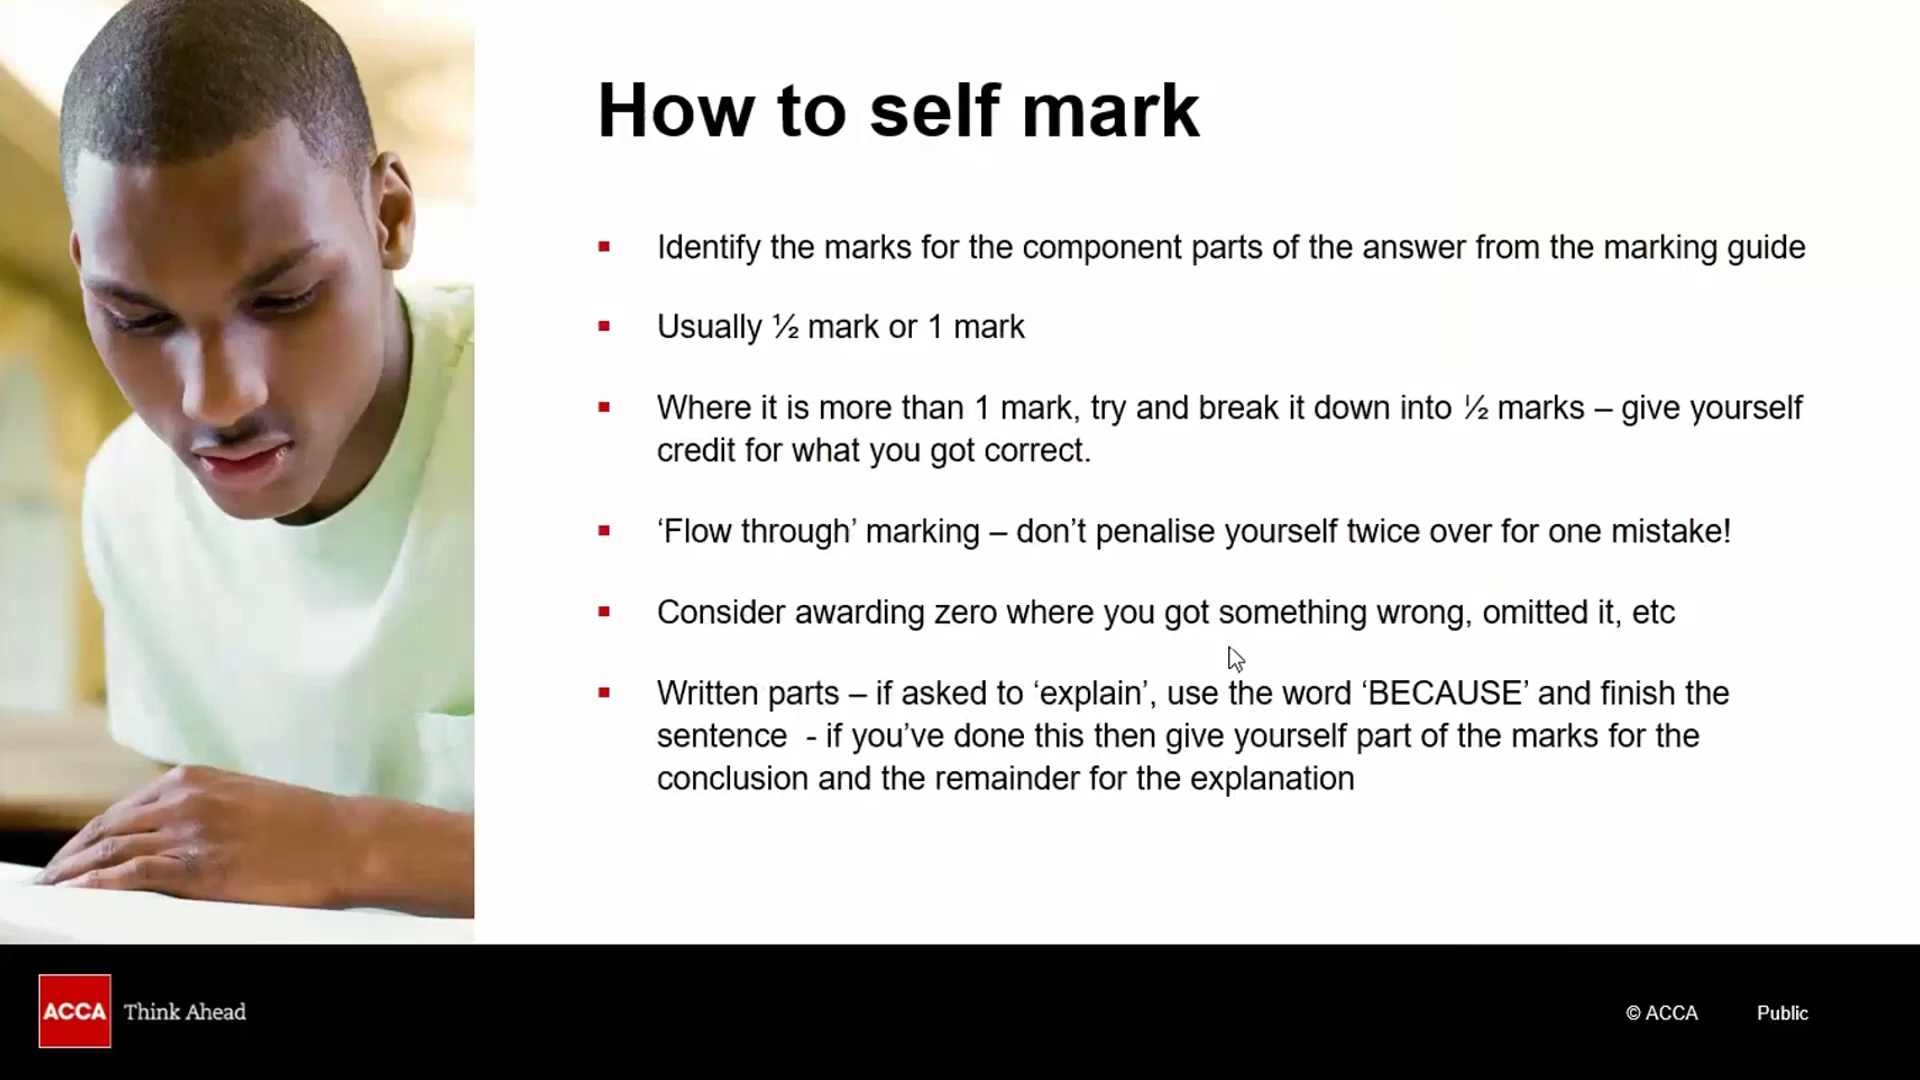 How to self mark
▪ Identify the marks for the component parts of the answer from the marking guide
▪ Usually ½ mark or 1 mark
▪ Where it is more than 1 mark, try and break it down into ½ marks – give yourself
credit for what you got correct.
▪ ‘Flow through’ marking – don’t penalise yourself twice over for one mistake!
▪ Consider awarding zero where you got something wrong, omitted it, etc
▪ Written parts – if asked to ‘explain’, use the word ‘BECAUSE’ and finish the
sentence  - if you’ve done this then give yourself part of the marks for the
conclusion and the remainder for the explanation
ACCA Think Ahead
© ACCA Public